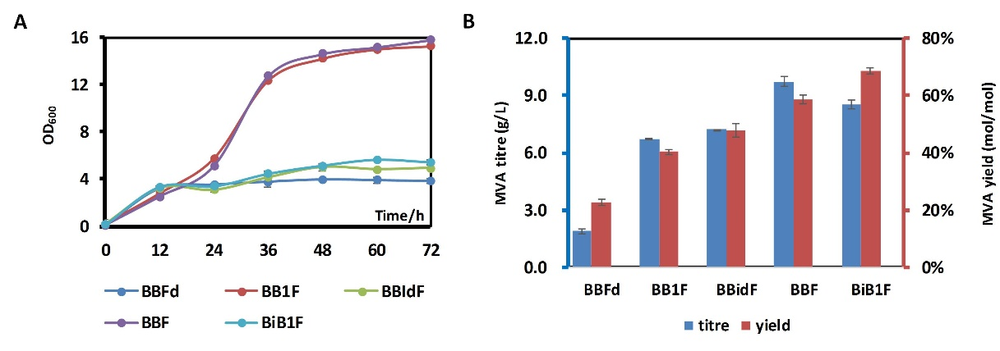 A
16
12
8
4
0
OD600
Time/h
0 12 24 36 48 60 72
BBFd BB1F BBIdF
BBF BiB1F
B
12.0
9.0
6.0
3.0
0.0
MVA titre (g/L)
80%
60%
40%
20%
0%
MVA yield (mol/mol)
BBFd BB1F BBidF BBF BiB1F
titre yield